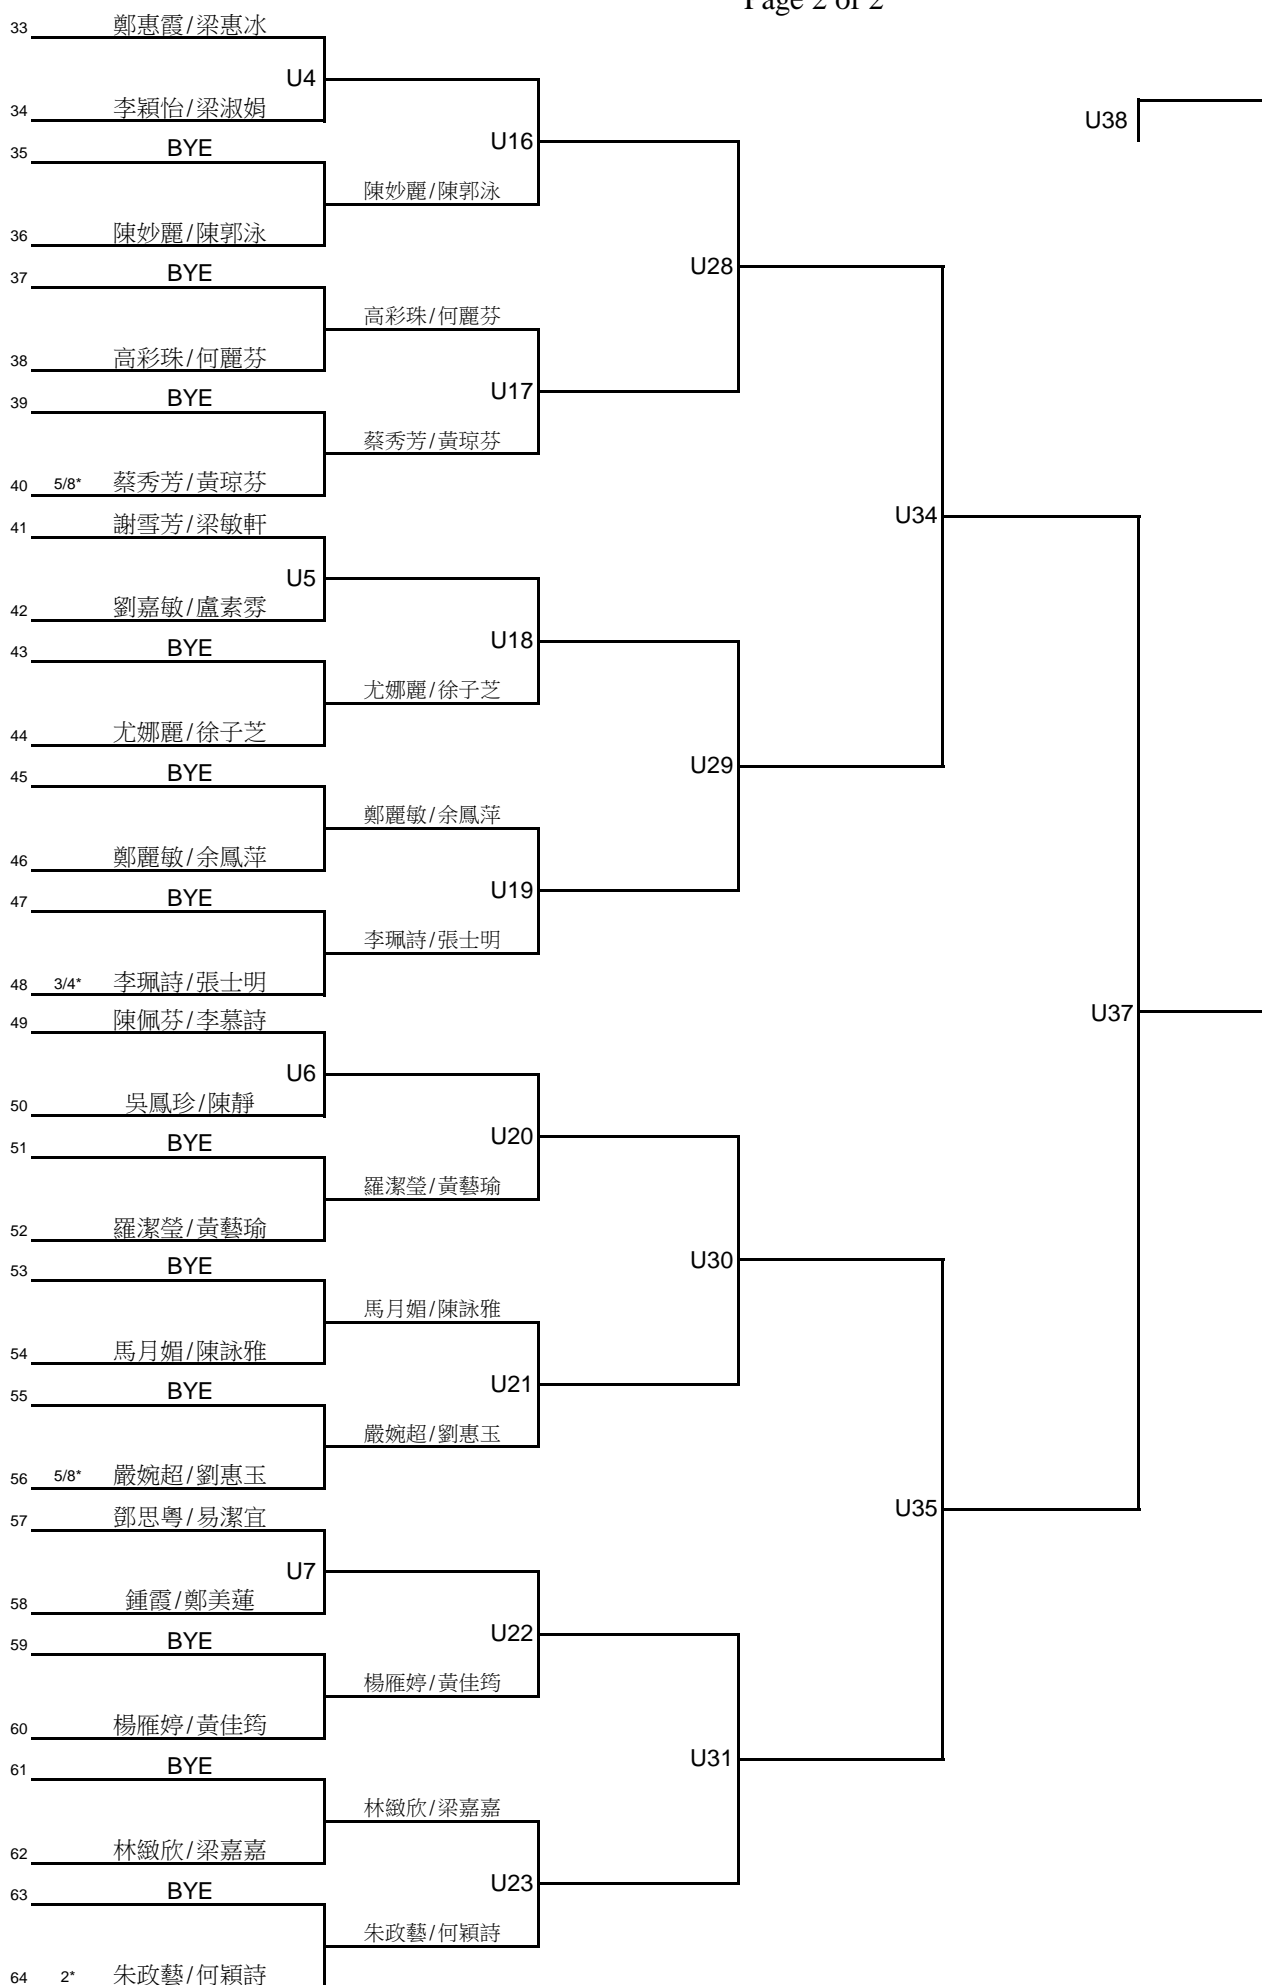 Page 2 of 2
33 鄭惠霞/梁惠冰
U4
34 李穎怡/梁淑娟
U38
35 BYE
U16
陳妙麗/陳郭泳
36 陳妙麗/陳郭泳
37 BYE
U28
高彩珠/何麗芬
38 高彩珠/何麗芬
39 BYE
U17
蔡秀芳/黃琼芬
40 5/8* 蔡秀芳/黃琼芬
41 謝雪芳/梁敏軒
U34
U5
42 劉嘉敏/盧素雰
43 BYE
U18
尤娜麗/徐子芝
44 尤娜麗/徐子芝
45 BYE
U29
鄭麗敏/余鳳萍
46 鄭麗敏/余鳳萍
47 BYE
U19
李珮詩/張士明
48 3/4* 李珮詩/張士明
49 陳佩芬/李慕詩
U37
U6
50 吳鳳珍/陳靜
51 BYE
U20
羅潔瑩/黃藝瑜
52 羅潔瑩/黃藝瑜
53 BYE
U30
馬月媚/陳詠雅
54 馬月媚/陳詠雅
55 BYE
U21
嚴婉超/劉惠玉
56 5/8* 嚴婉超/劉惠玉
57 鄧思粵/易潔宜
U35
U7
58 鍾霞/鄭美蓮
59 BYE
U22
楊雁婷/黃佳筠
60 楊雁婷/黃佳筠
61 BYE
U31
林緻欣/梁嘉嘉
62 林緻欣/梁嘉嘉
63 BYE
U23
朱政藝/何穎詩
64 2* 朱政藝/何穎詩